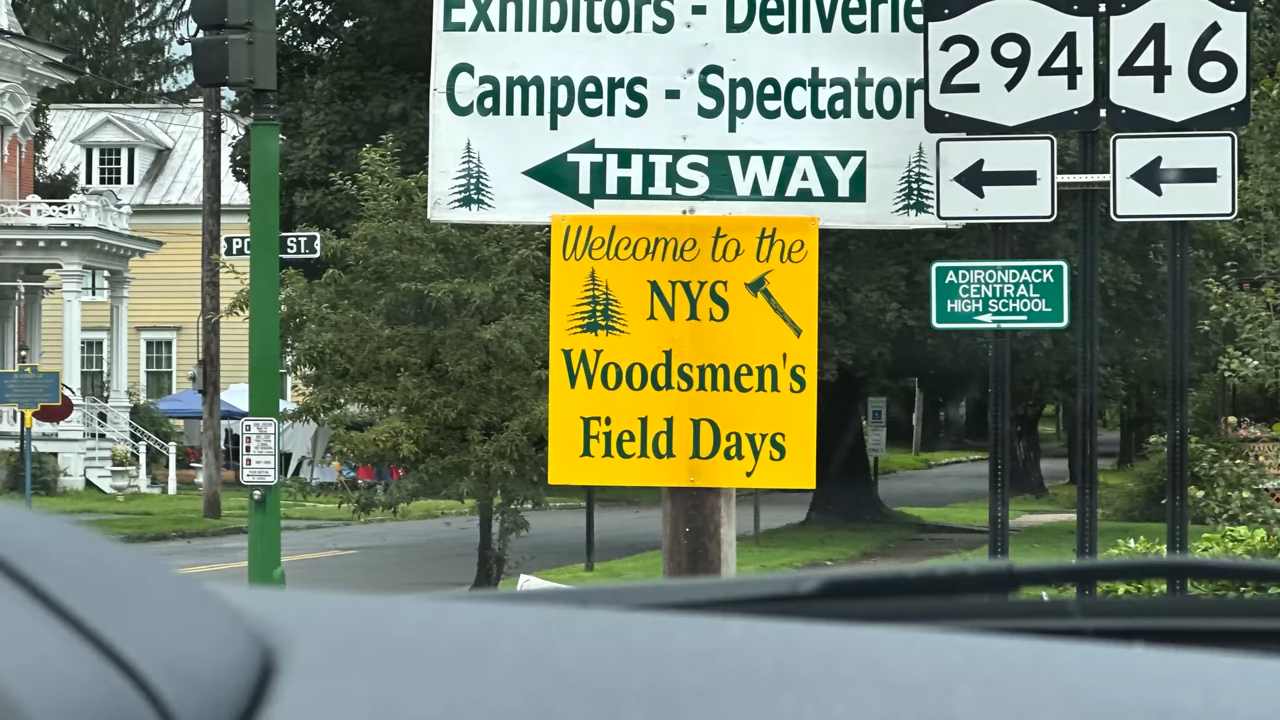 Exhibitors - Deliverie
Campers - Spectator
THIS WAY
294
46
ST.
Welcome to the
NYS
Woodsmen's
Field Days
ADIRONDACK
CENTRAL
HIGH SCHOOL